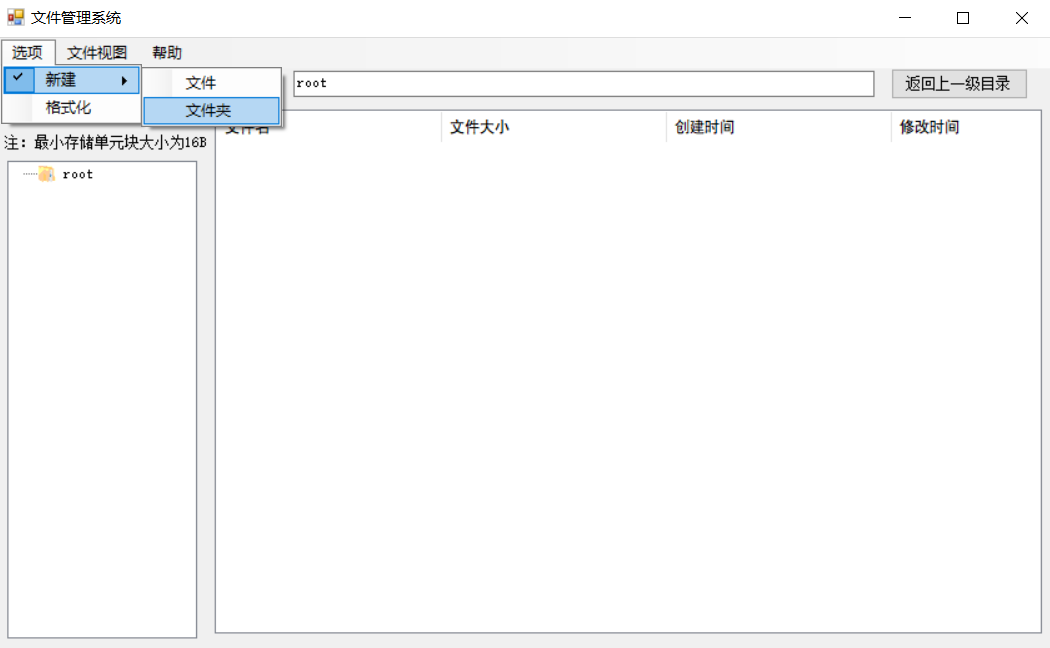 文件管理系统
选项 文件视图 帮助
新建 文件 root 返回上一级目录
格式化 文件夹
文件名 文件大小 创建时间 修改时间
注：最小存储单元块大小为16B
root